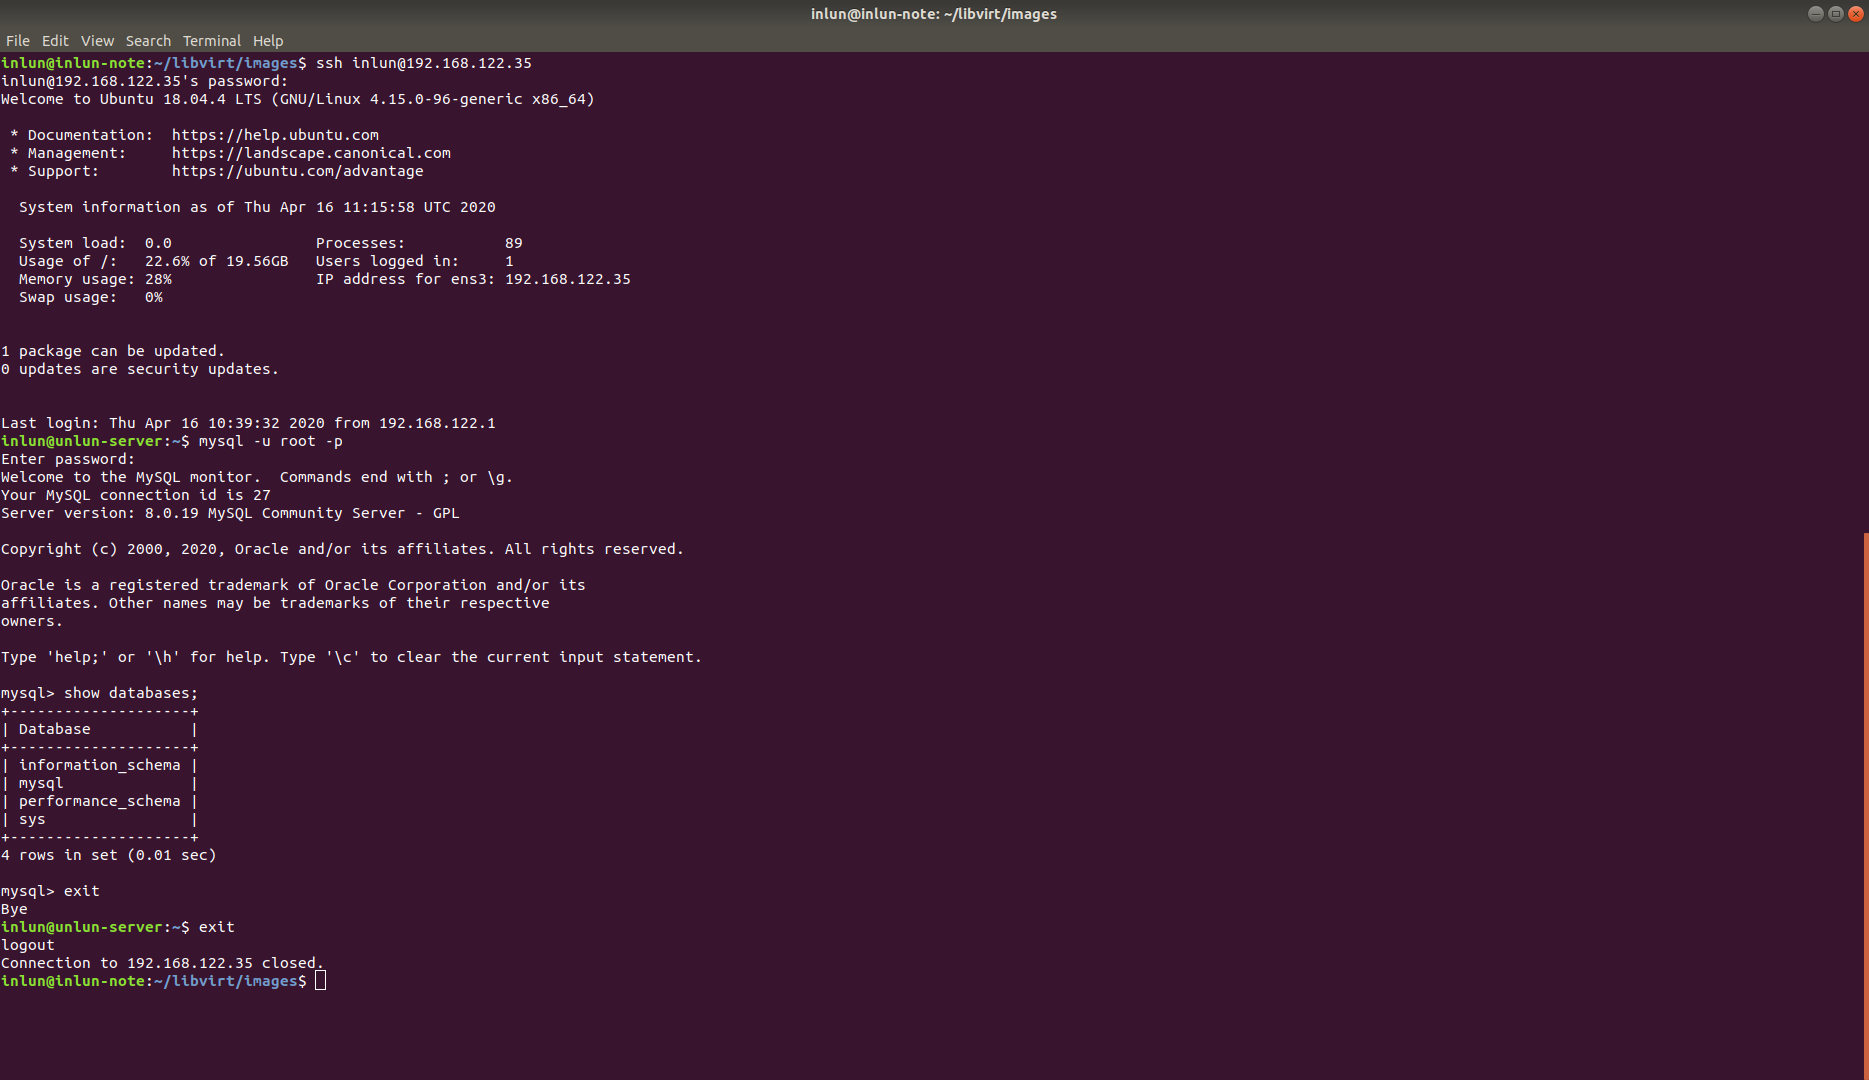 inlun@inlun-note: ~/libvirt/images
File Edit View Search Terminal Help
inlun@inlun-note:~/libvirt/images$ ssh inlun@192.168.122.35
inlun@192.168.122.35's password:
Welcome to Ubuntu 18.04.4 LTS (GNU/Linux 4.15.0-96-generic x86_64)
* Documentation:  https://help.ubuntu.com
* Management:     https://landscape.canonical.com
* Support:        https://ubuntu.com/advantage
System information as of Thu Apr 16 11:15:58 UTC 2020
System load:  0.0                Processes:           89
Usage of /:   22.6% of 19.56GB   Users logged in:     1
Memory usage: 28%                IP address for ens3: 192.168.122.35
Swap usage:   0%
1 package can be updated.
0 updates are security updates.
Last login: Thu Apr 16 10:39:32 2020 from 192.168.122.1
inlun@unlun-server:~$ mysql -u root -p
Enter password:
Welcome to the MySQL monitor.  Commands end with ; or \g.
Your MySQL connection id is 27
Server version: 8.0.19 MySQL Community Server - GPL
Copyright (c) 2000, 2020, Oracle and/or its affiliates. All rights reserved.
Oracle is a registered trademark of Oracle Corporation and/or its
affiliates. Other names may be trademarks of their respective
owners.
Type 'help;' or '\h' for help. Type '\c' to clear the current input statement.
mysql> show databases;
+--------------------+
| Database           |
+--------------------+
| information_schema |
| mysql              |
| performance_schema |
| sys                |
+--------------------+
4 rows in set (0.01 sec)
mysql> exit
Bye
inlun@unlun-server:~$ exit
logout
Connection to 192.168.122.35 closed.
inlun@inlun-note:~/libvirt/images$